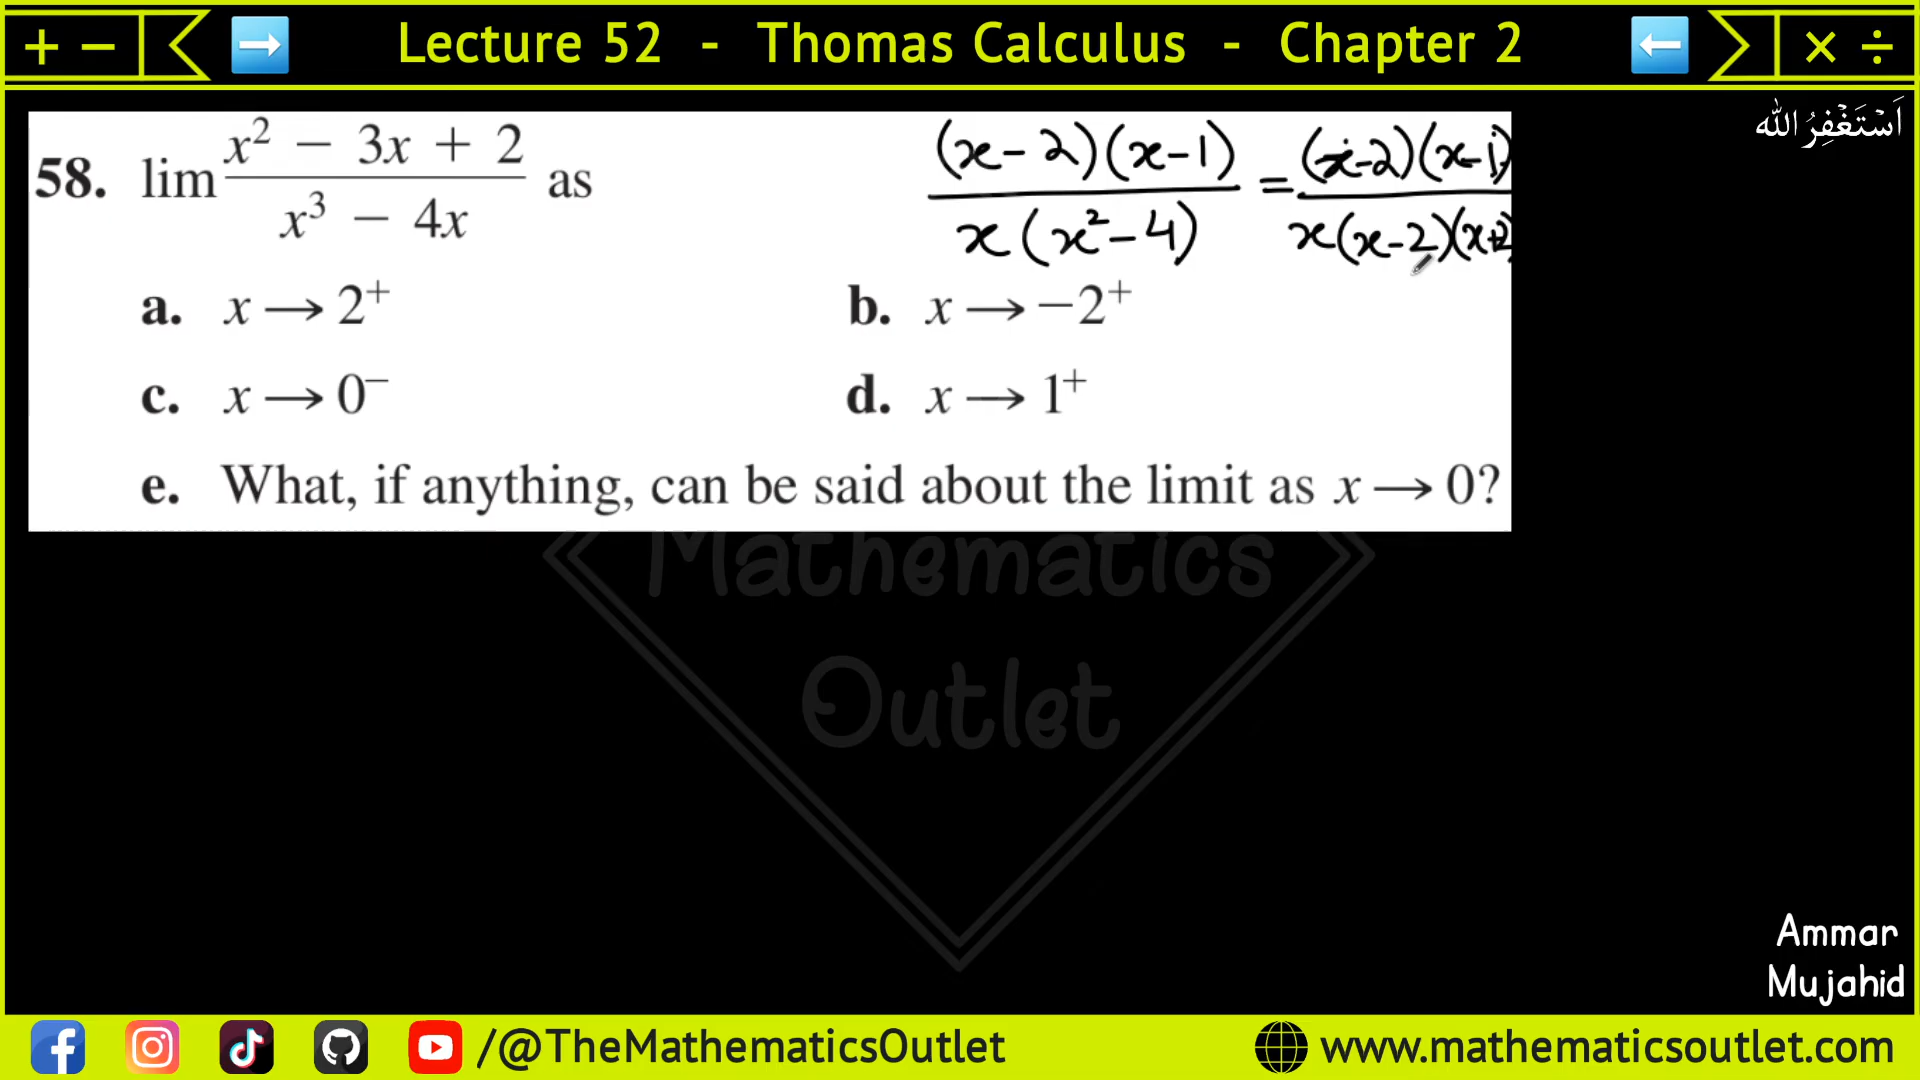 + − Lecture 52 - Thomas Calculus - Chapter 2 × ÷
اَسْتَغْفِرُ اللّٰه
58. lim (x² − 3x + 2)/(x³ − 4x) as
(x-2)(x-1)/x(x²-4) = (x-2)(x-1)/x(x-2)(x+2)
a. x → 2⁺ b. x → −2⁺
c. x → 0⁻ d. x → 1⁺
e. What, if anything, can be said about the limit as x → 0?
Mathematics
Outlet
Ammar
Mujahid
/@TheMathematicsOutlet www.mathematicsoutlet.com